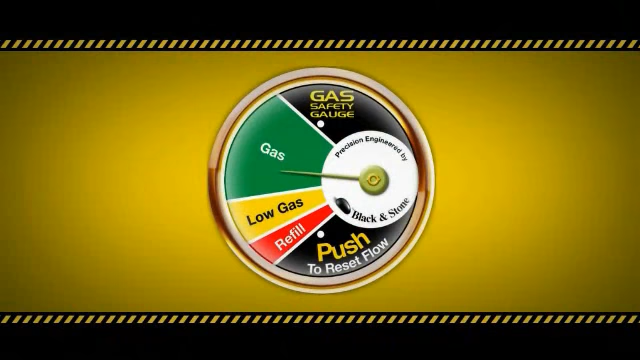 GAS
SAFETY
GAUGE
Precision Engineered by
Gas
Low Gas
Black & Stone
Refill
Push
To Reset Flow